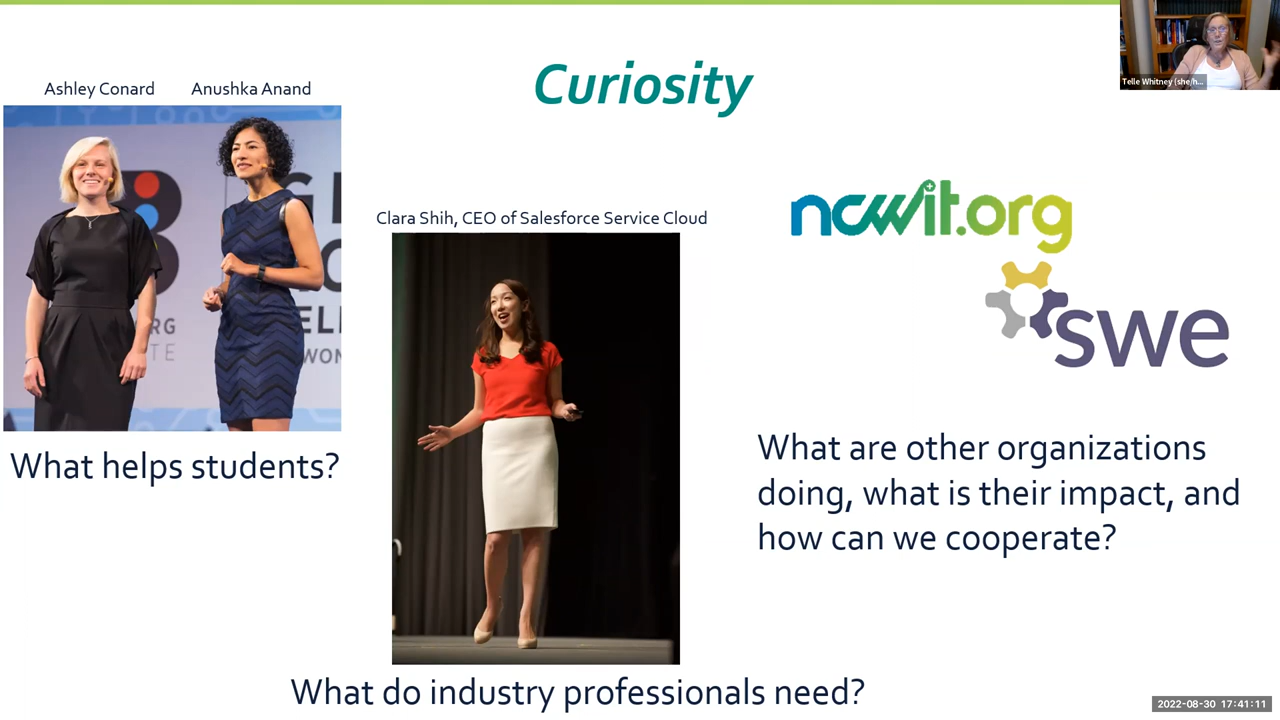 Curiosity
Telle Whitney (she/h...
Ashley Conard Anushka Anand
Clara Shih, CEO of Salesforce Service Cloud
ncwit.org
swe
What helps students?
What are other organizations
doing, what is their impact, and
how can we cooperate?
What do industry professionals need?
2022-08-30 17:41:11